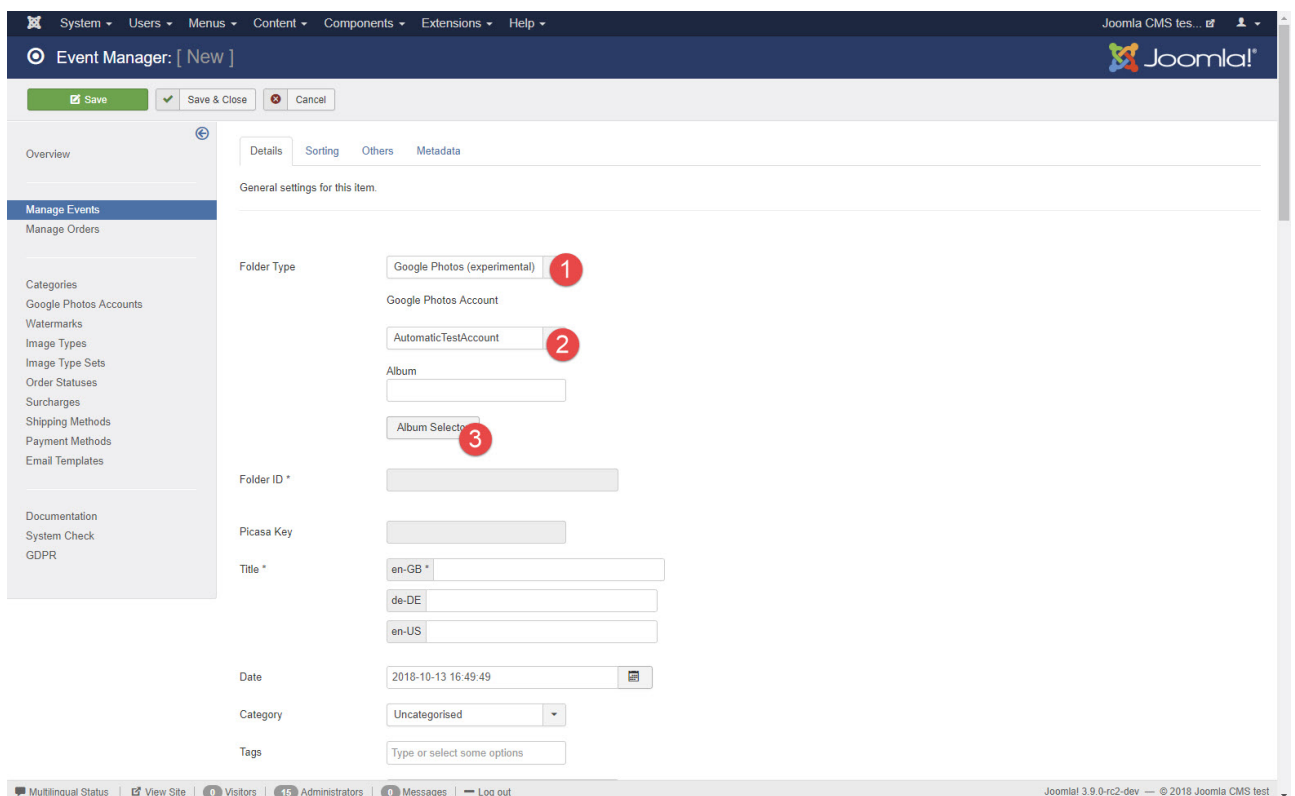 System Users Menus Content Components Extensions Help Joomla CMS tes...
Event Manager: [ New ] Joomla!®
Save Save & Close Cancel
Overview
Manage Events
Manage Orders
Categories
Google Photos Accounts
Watermarks
Image Types
Image Type Sets
Order Statuses
Surcharges
Shipping Methods
Payment Methods
Email Templates
Documentation
System Check
GDPR
Details Sorting Others Metadata
General settings for this item.
Folder Type Google Photos (experimental) 1
Google Photos Account
AutomaticTestAccount 2
Album
Album Selecto 3
Folder ID *
Picasa Key
Title * en-GB *
de-DE
en-US
Date 2018-10-13 16:49:49
Category Uncategorised
Tags Type or select some options
Multilingual Status View Site 0 Visitors 15 Administrators 0 Messages Log out Joomla! 3.9.0-rc2-dev — © 2018 Joomla CMS test